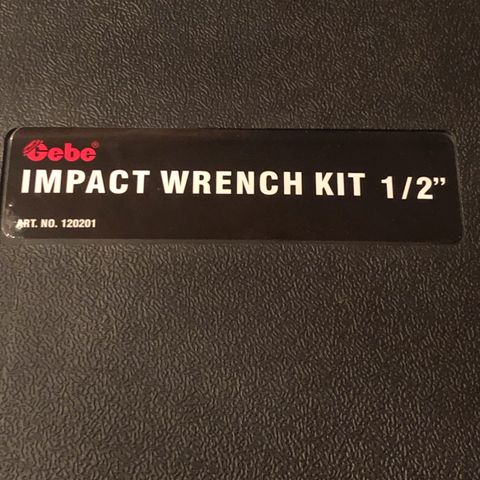 Gebe®
IMPACT WRENCH KIT 1/2”
ART. NO. 120201